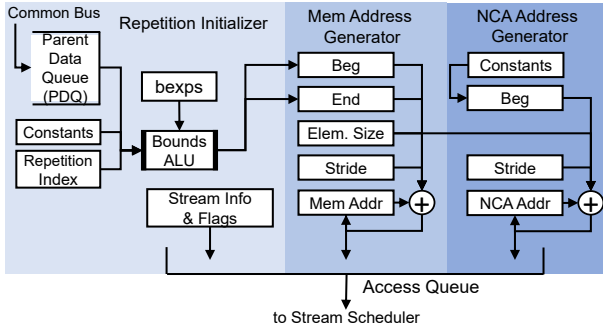 Common Bus
Repetition Initializer
Mem Address
Generator
NCA Address
Generator
Parent
Data
Queue
(PDQ)
Constants
Repetition
Index
bexps
Bounds
ALU
Stream Info
& Flags
Beg
End
Elem. Size
Stride
Mem Addr
+
Constants
Beg
Stride
NCA Addr
+
Access Queue
to Stream Scheduler